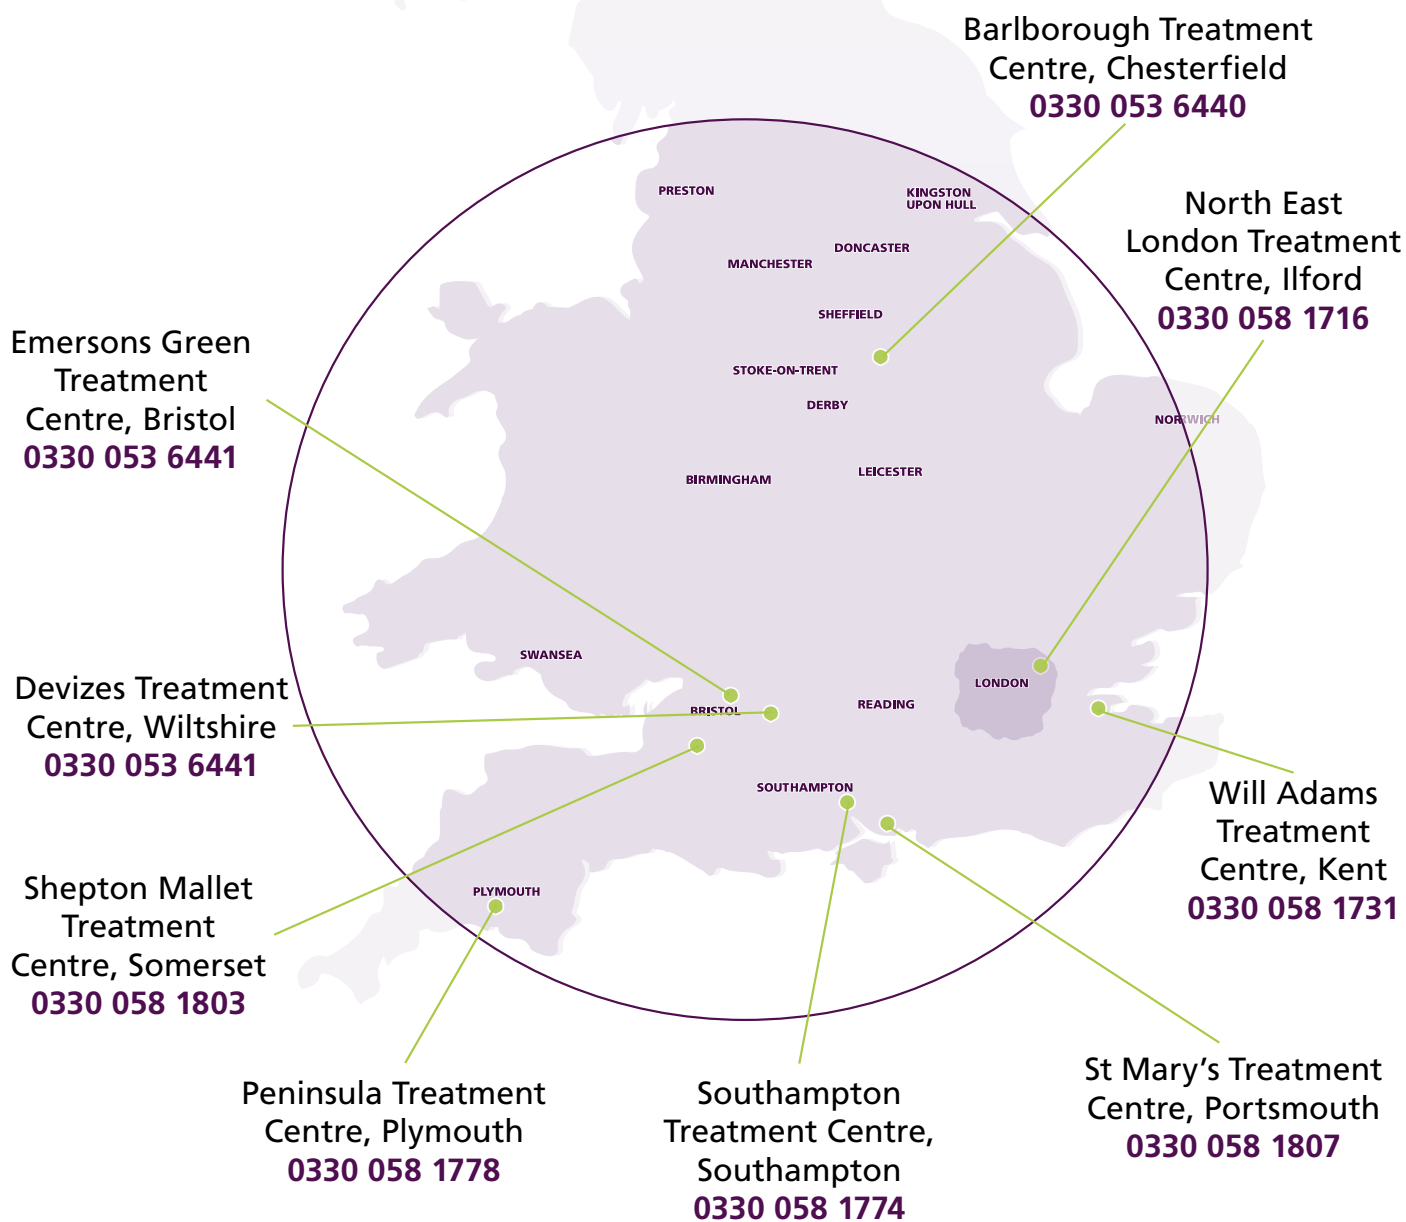 Barlborough Treatment
Centre, Chesterfield
0330 053 6440
North East
London Treatment
Centre, Ilford
0330 058 1716
Emersons Green
Treatment
Centre, Bristol
0330 053 6441
Devizes Treatment
Centre, Wiltshire
0330 053 6441
Shepton Mallet
Treatment
Centre, Somerset
0330 058 1803
Peninsula Treatment
Centre, Plymouth
0330 058 1778
Southampton
Treatment Centre,
Southampton
0330 058 1774
St Mary’s Treatment
Centre, Portsmouth
0330 058 1807
Will Adams
Treatment
Centre, Kent
0330 058 1731
PRESTON
KINGSTON
UPON HULL
DONCASTER
MANCHESTER
SHEFFIELD
STOKE-ON-TRENT
DERBY
NORWICH
LEICESTER
BIRMINGHAM
SWANSEA
LONDON
BRISTOL
READING
SOUTHAMPTON
PLYMOUTH